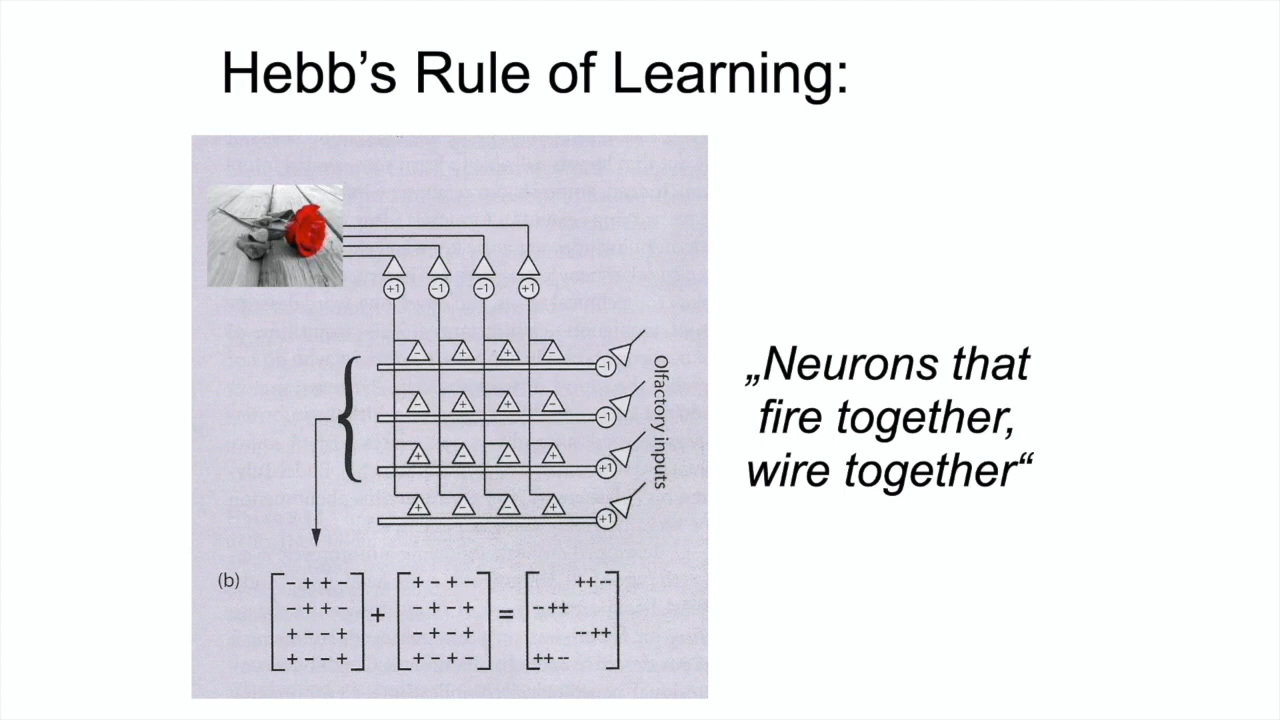 Hebb’s Rule of Learning:
+1 −1 −1 +1
− + + − −1
− + + − −1
+ − − + +1
+ − − + +1
Olfactory inputs
„Neurons that
fire together,
wire together“
(b)
− + + − + − + − ++ --
− + + − + − + − + = -- ++
+ − − + − + − + -- ++
+ − − + + − + − ++ --